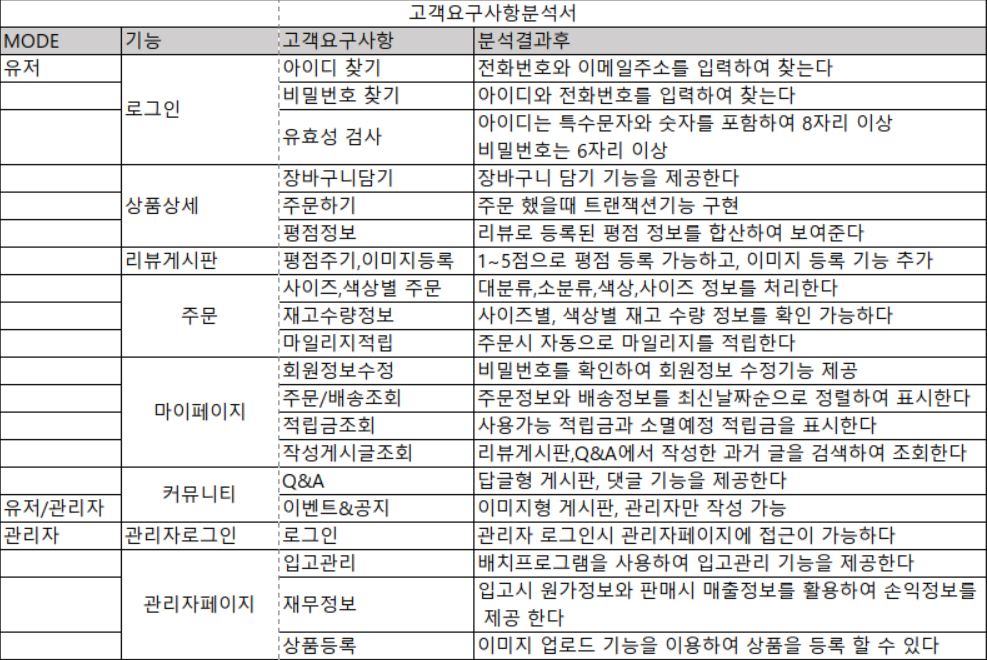 고객요구사항분석서
MODE 기능 고객요구사항 분석결과후
유저 로그인 아이디 찾기 전화번호와 이메일주소를 입력하여 찾는다
비밀번호 찾기 아이디와 전화번호를 입력하여 찾는다
유효성 검사 아이디는 특수문자와 숫자를 포함하여 8자리 이상
비밀번호는 6자리 이상
상품상세 장바구니담기 장바구니 담기 기능을 제공한다
주문하기 주문 했을때 트랜잭션기능 구현
평점정보 리뷰로 등록된 평점 정보를 합산하여 보여준다
리뷰게시판 평점주기,이미지등록 1~5점으로 평점 등록 가능하고, 이미지 등록 기능 추가
주문 사이즈,색상별 주문 대분류,소분류,색상,사이즈 정보를 처리한다
재고수량정보 사이즈별, 색상별 재고 수량 정보를 확인 가능하다
마일리지적립 주문시 자동으로 마일리지를 적립한다
마이페이지 회원정보수정 비밀번호를 확인하여 회원정보 수정기능 제공
주문/배송조회 주문정보와 배송정보를 최신날짜순으로 정렬하여 표시한다
적립금조회 사용가능 적립금과 소멸예정 적립금을 표시한다
작성게시글조회 리뷰게시판,Q&A에서 작성한 과거 글을 검색하여 조회한다
커뮤니티 Q&A 답글형 게시판, 댓글 기능을 제공한다
유저/관리자 이벤트&공지 이미지형 게시판, 관리자만 작성 가능
관리자 관리자로그인 로그인 관리자 로그인시 관리자페이지에 접근이 가능하다
관리자페이지 입고관리 배치프로그램을 사용하여 입고관리 기능을 제공한다
재무정보 입고시 원가정보와 판매시 매출정보를 활용하여 손익정보를
제공 한다
상품등록 이미지 업로드 기능을 이용하여 상품을 등록 할 수 있다